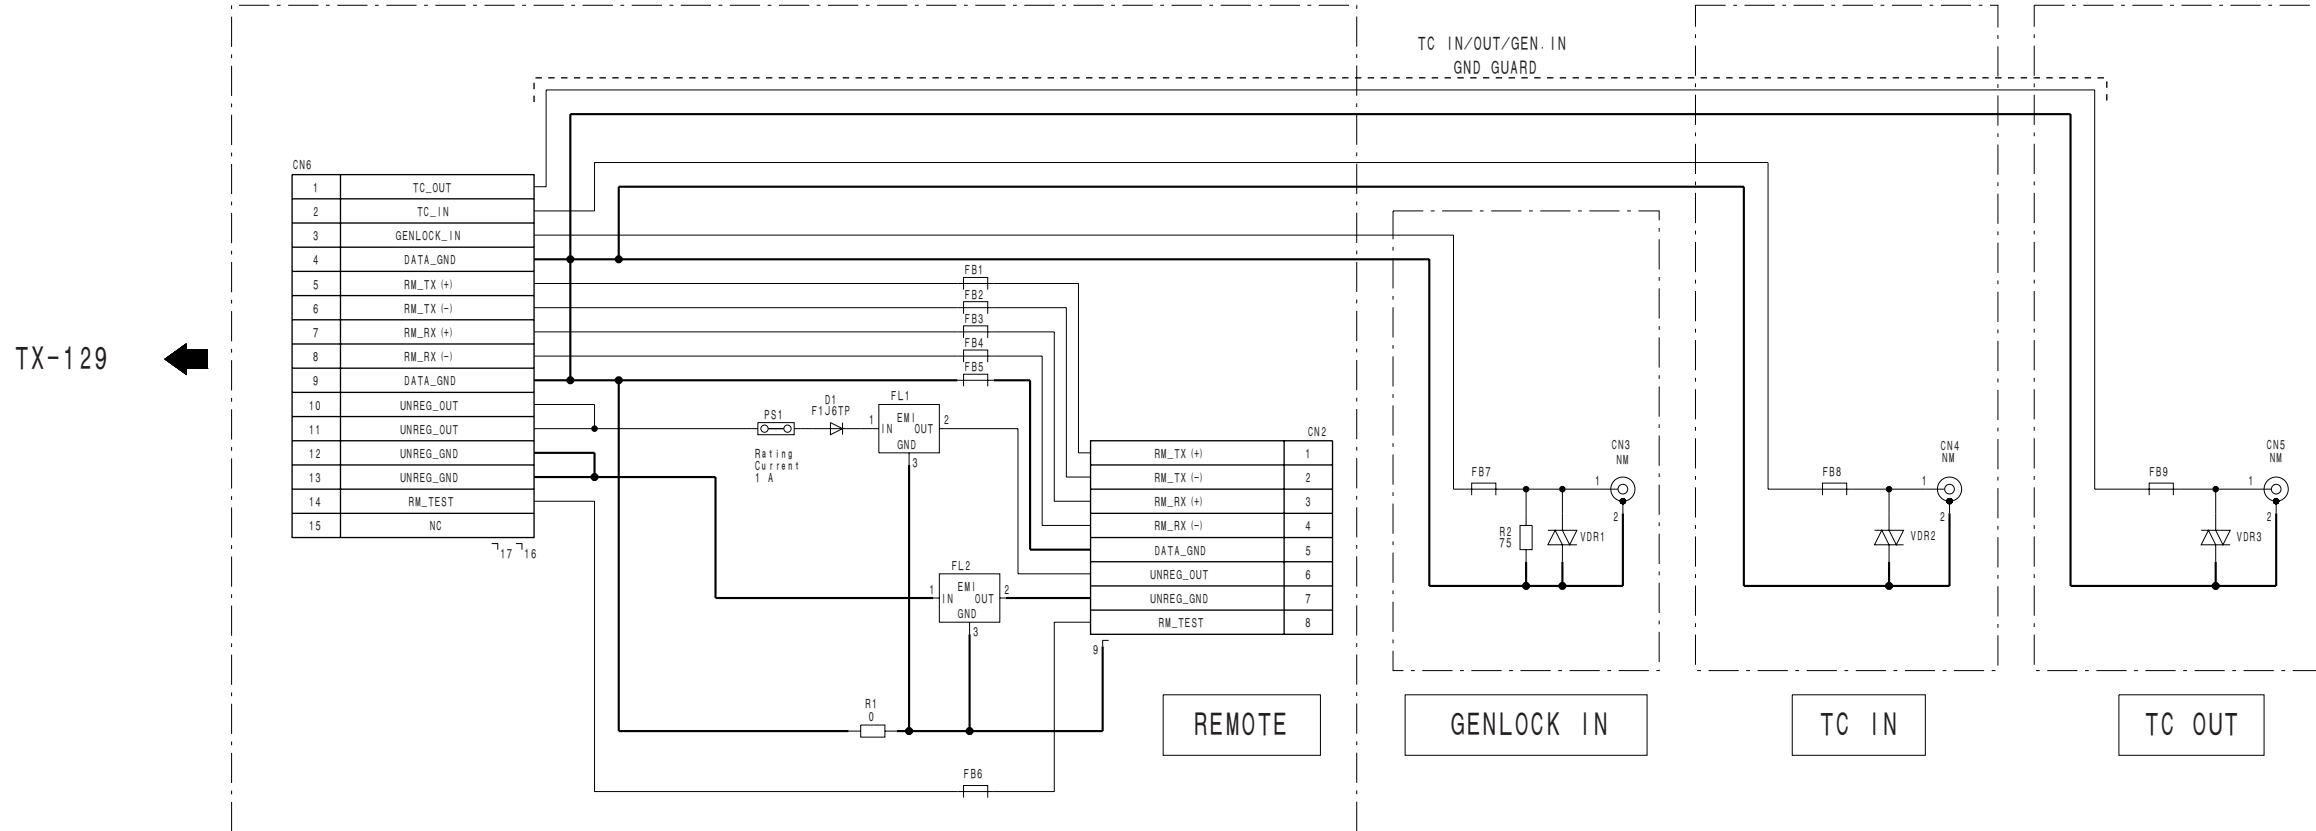 TC IN/OUT/GEN.IN
GND GUARD
TX-129
CN6
1 TC_OUT
2 TC_IN
3 GENLOCK_IN
4 DATA_GND
5 RM_TX (+)
6 RM_TX (-)
7 RM_RX (+)
8 RM_RX (-)
9 DATA_GND
10 UNREG_OUT
11 UNREG_OUT
12 UNREG_GND
13 UNREG_GND
14 RM_TEST
15 NC
17 16
FB1
FB2
FB3
FB4
FB5
PS1
Rating
Current
1 A
D1
F1J6TP
FL1
1 EMI 2
IN OUT
GND
3
FL2
1 EMI 2
IN OUT
GND
3
R1
0
FB6
CN2
RM_TX (+) 1
RM_TX (-) 2
RM_RX (+) 3
RM_RX (-) 4
DATA_GND 5
UNREG_OUT 6
UNREG_GND 7
RM_TEST 8
9
REMOTE
FB7
R2
75
VDR1
CN3
NM
1
2
GENLOCK IN
FB8
VDR2
CN4
NM
1
2
TC IN
FB9
VDR3
CN5
NM
1
2
TC OUT